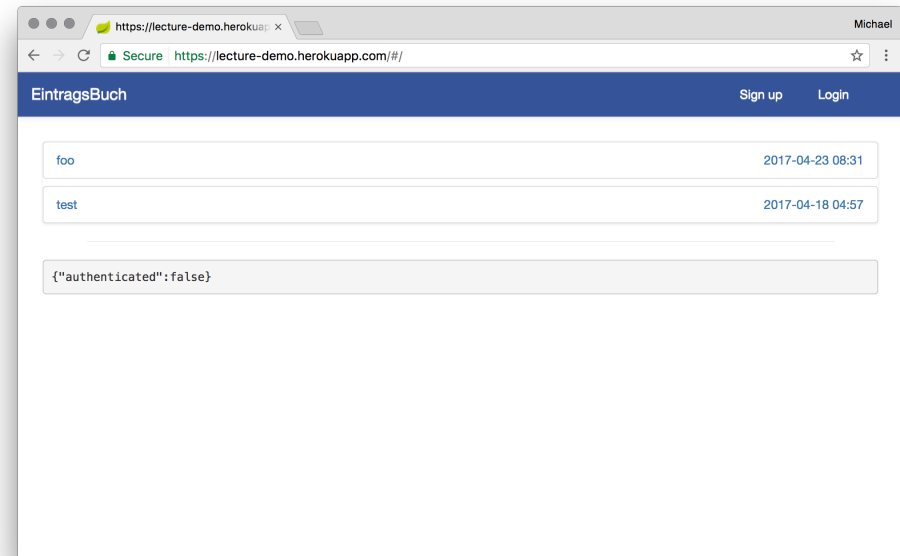 https://lecture-demo.herokuap ×
Michael
Secure https://lecture-demo.herokuapp.com/#/
EintragsBuch Sign up Login
foo 2017-04-23 08:31
test 2017-04-18 04:57
{"authenticated":false}